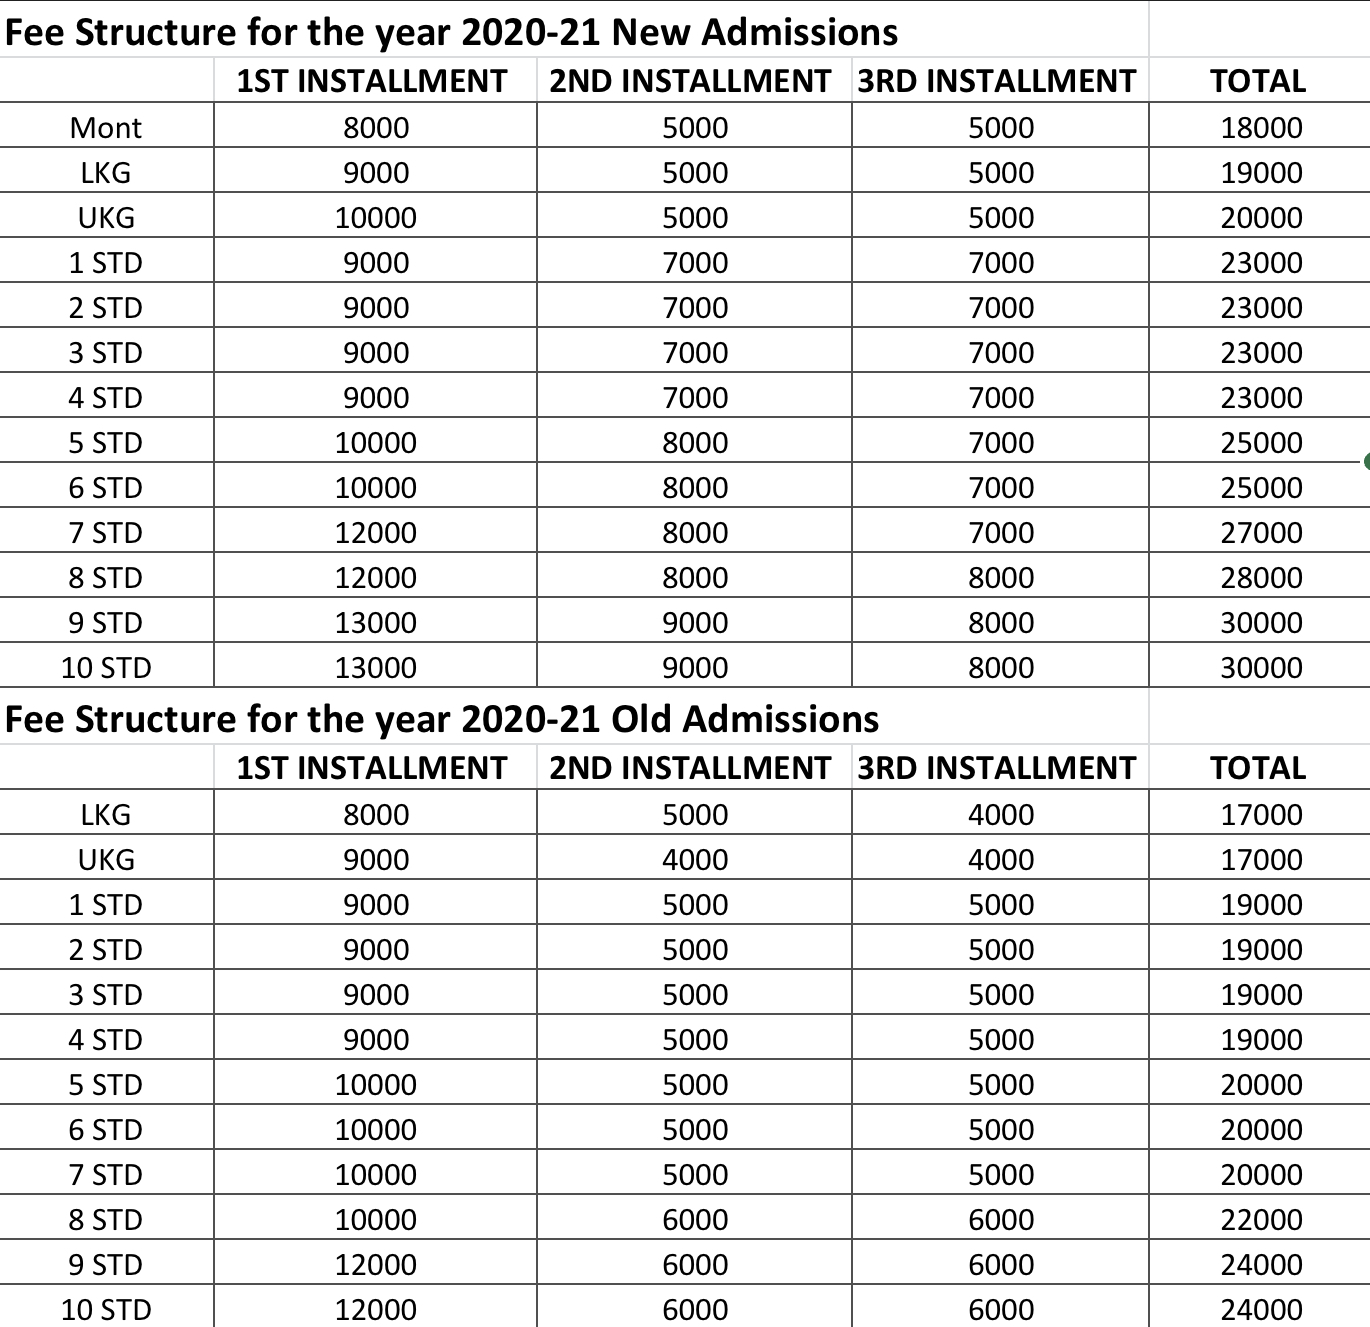 Fee Structure for the year 2020-21 New Admissions
1ST INSTALLMENT 2ND INSTALLMENT 3RD INSTALLMENT TOTAL
Mont 8000 5000 5000 18000
LKG 9000 5000 5000 19000
UKG 10000 5000 5000 20000
1 STD 9000 7000 7000 23000
2 STD 9000 7000 7000 23000
3 STD 9000 7000 7000 23000
4 STD 9000 7000 7000 23000
5 STD 10000 8000 7000 25000
6 STD 10000 8000 7000 25000
7 STD 12000 8000 7000 27000
8 STD 12000 8000 8000 28000
9 STD 13000 9000 8000 30000
10 STD 13000 9000 8000 30000
Fee Structure for the year 2020-21 Old Admissions
1ST INSTALLMENT 2ND INSTALLMENT 3RD INSTALLMENT TOTAL
LKG 8000 5000 4000 17000
UKG 9000 4000 4000 17000
1 STD 9000 5000 5000 19000
2 STD 9000 5000 5000 19000
3 STD 9000 5000 5000 19000
4 STD 9000 5000 5000 19000
5 STD 10000 5000 5000 20000
6 STD 10000 5000 5000 20000
7 STD 10000 5000 5000 20000
8 STD 10000 6000 6000 22000
9 STD 12000 6000 6000 24000
10 STD 12000 6000 6000 24000